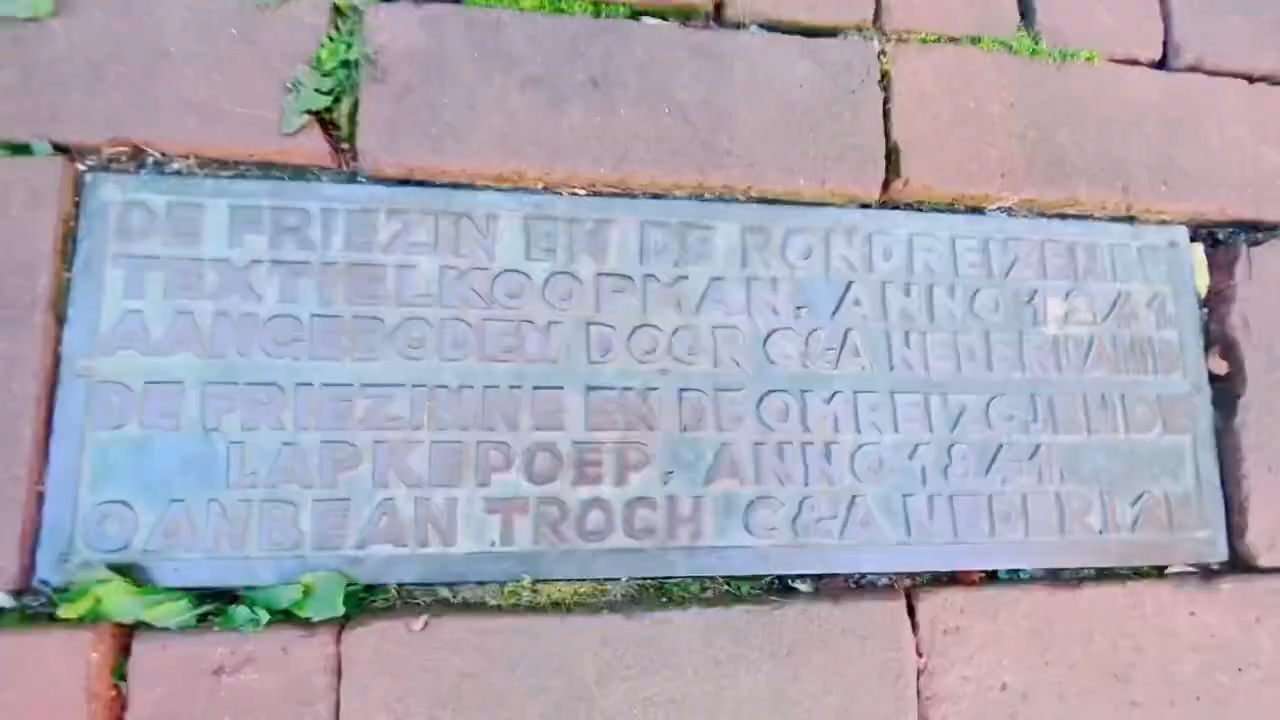 DE FRIEZIN EN DE RONDREIZENDE
TEXTIELKOOPMAN. ANNO 1841
AANGEBODEN DOOR C&A NEDERLAND
DE FRIEZINNE EN DE OMREIZGJENDE
LAPKEPOEP. ANNO 1841
OANBEAN TROCH C&A NEDERLAN